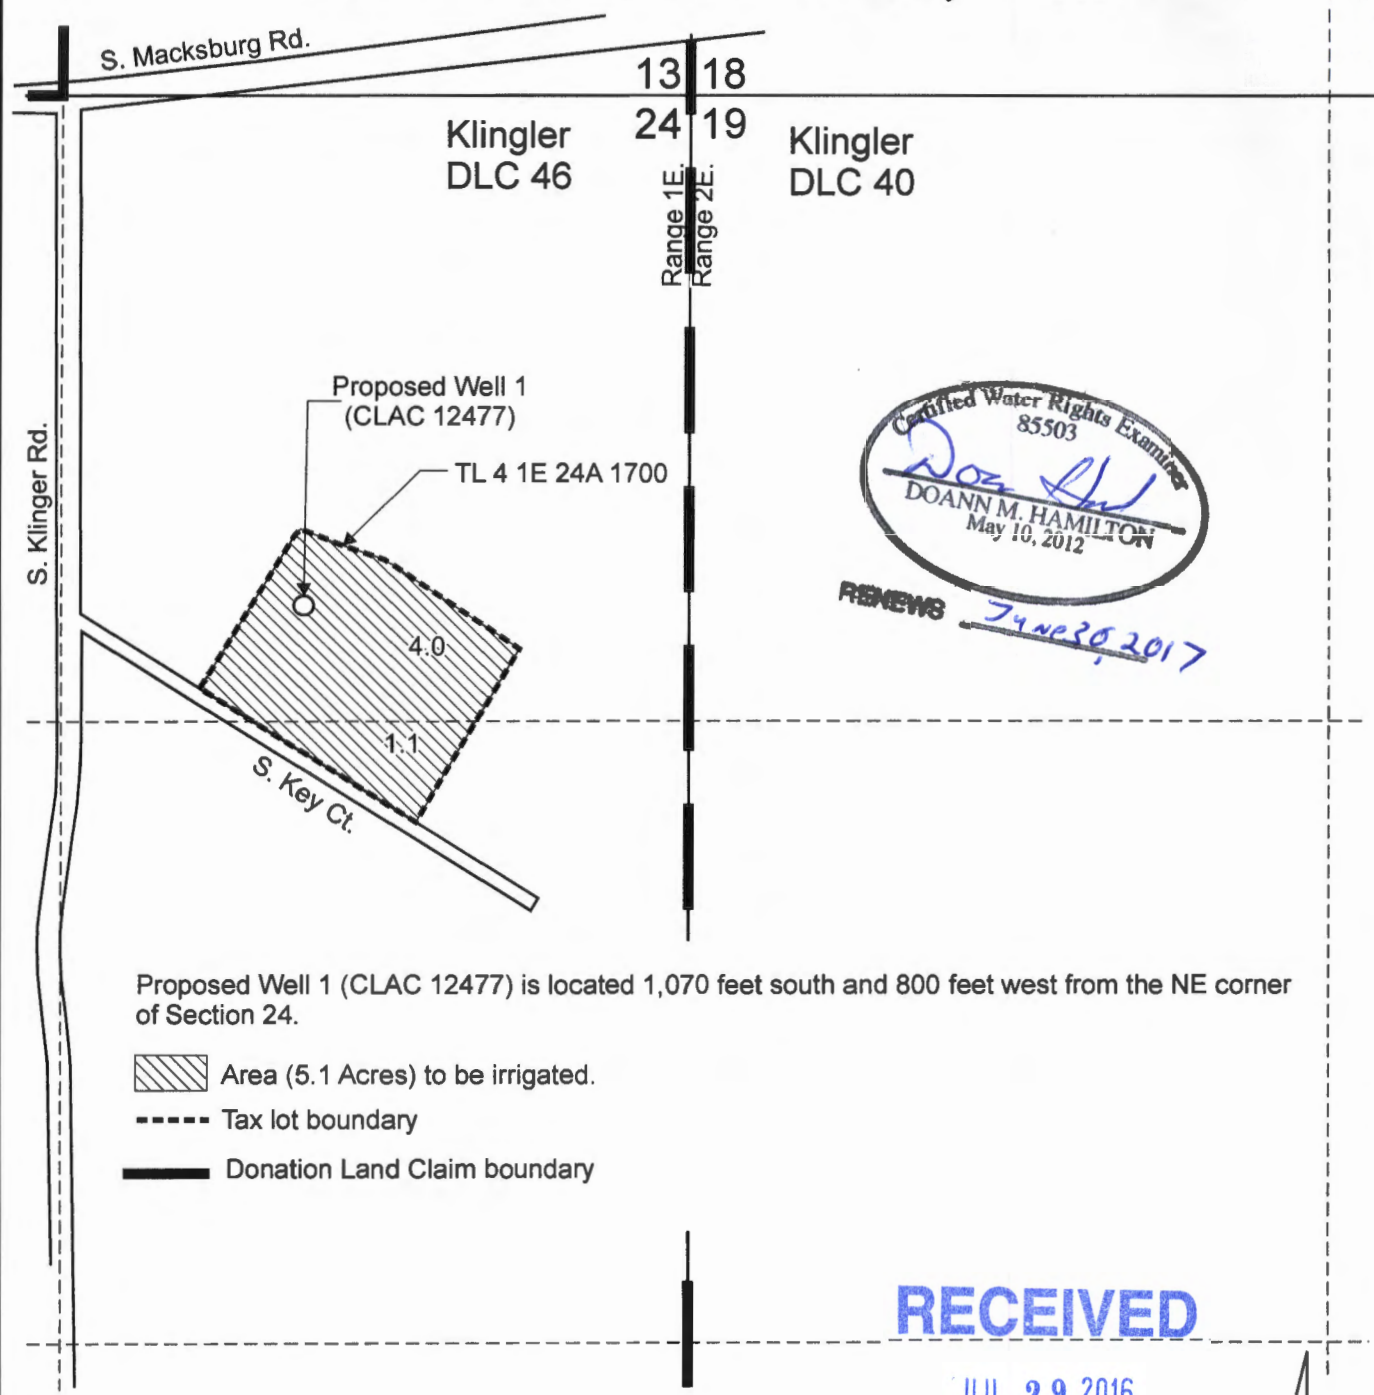 S. Macksburg Rd.
13 18
24 19
Klingler
DLC 46
Klingler
DLC 40
Range 1E.
Range 2E.
Proposed Well 1
(CLAC 12477)
TL 4 1E 24A 1700
S. Klinger Rd.
4.0
1.1
S. Key Ct.
Certified Water Rights Examiner
85503
DOANN M. HAMILTON
May 10, 2012
RENEWS June 30, 2017
Proposed Well 1 (CLAC 12477) is located 1,070 feet south and 800 feet west from the NE corner
of Section 24.
Area (5.1 Acres) to be irrigated.
Tax lot boundary
Donation Land Claim boundary
RECEIVED
JUL 29 2016